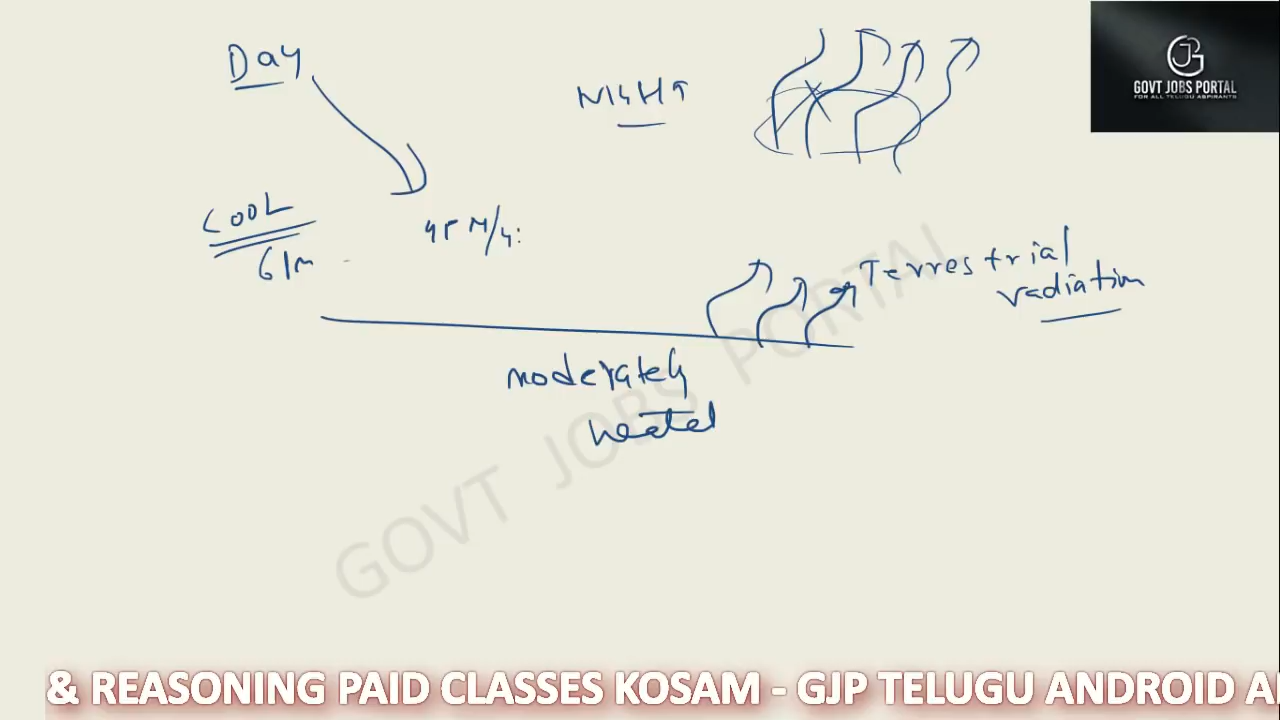 Day
NIGHT
GOVT JOBS PORTAL
FOR ALL TELUGU ASPIRANTS
COOL
Terrestrial
radiation
moderately
heated
GOVT JOBS PORTAL
& REASONING PAID CLASSES KOSAM - GJP TELUGU ANDROID A